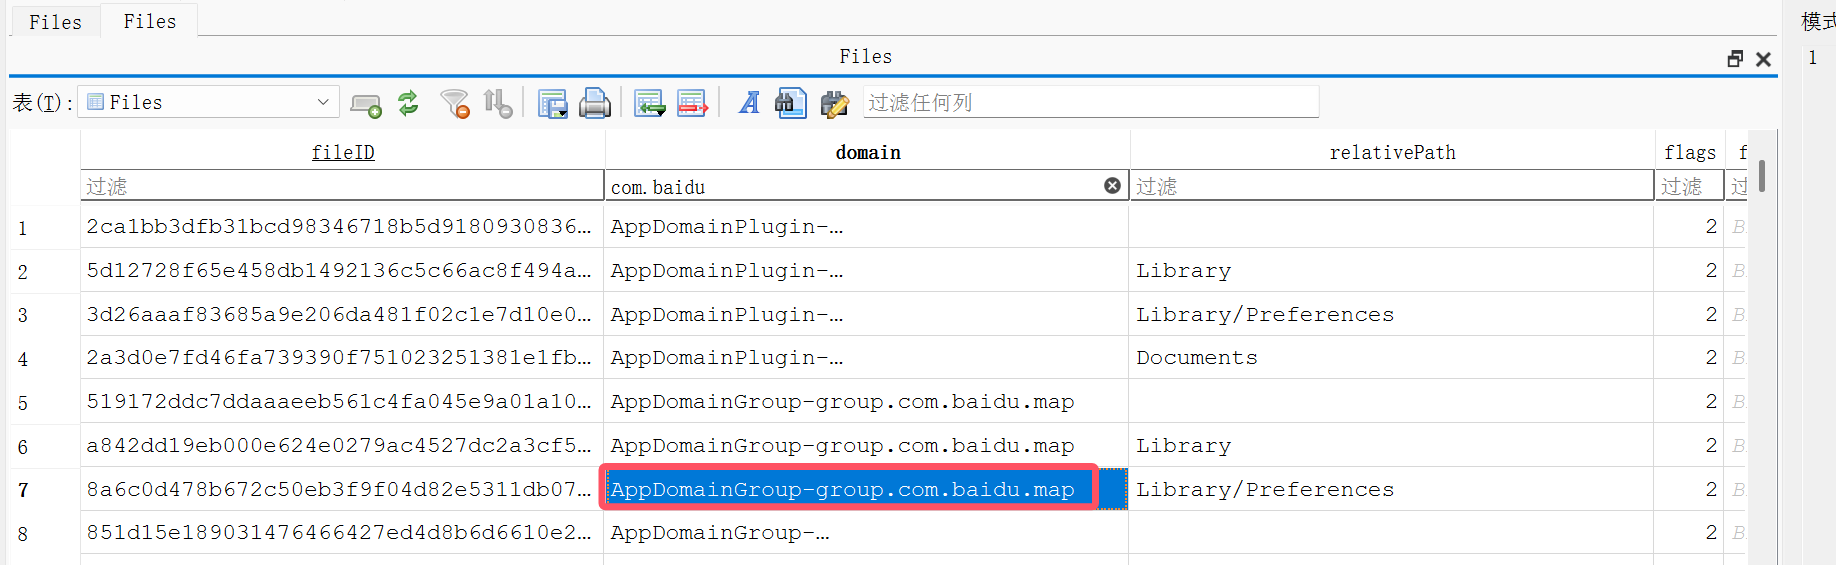 Files Files
模式
Files
1
表(T): Files 过滤任何列
fileID domain relativePath flags f
过滤 com.baidu 过滤 过滤 过
1 2ca1bb3dfb31bcd98346718b5d9180930836… AppDomainPlugin-… 2 B
2 5d12728f65e458db1492136c5c66ac8f494a… AppDomainPlugin-… Library 2 B
3 3d26aaaf83685a9e206da481f02c1e7d10e0… AppDomainPlugin-… Library/Preferences 2 B
4 2a3d0e7fd46fa739390f751023251381e1fb… AppDomainPlugin-… Documents 2 B
5 519172ddc7ddaaaeeb561c4fa045e9a01a10… AppDomainGroup-group.com.baidu.map 2 B
6 a842dd19eb000e624e0279ac4527dc2a3cf5… AppDomainGroup-group.com.baidu.map Library 2 B
7 8a6c0d478b672c50eb3f9f04d82e5311db07… AppDomainGroup-group.com.baidu.map Library/Preferences 2 B
8 851d15e189031476466427ed4d8b6d6610e2… AppDomainGroup-… 2 B